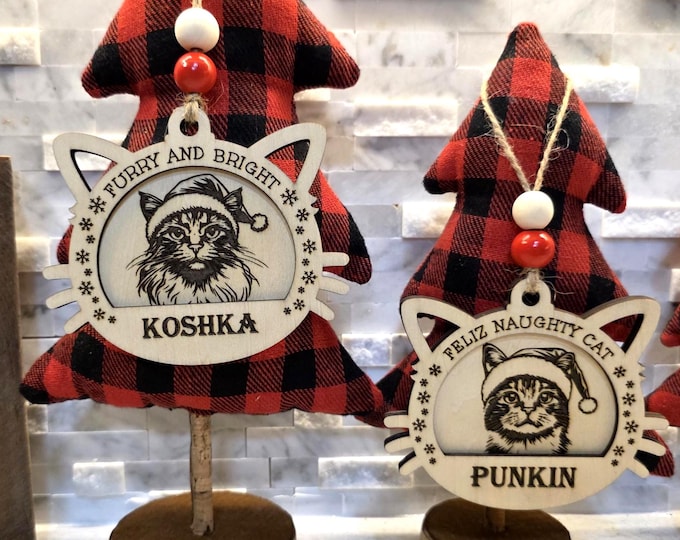 FURRY AND BRIGHT
KOSHKA
FELIZ NAUGHTY CAT
PUNKIN